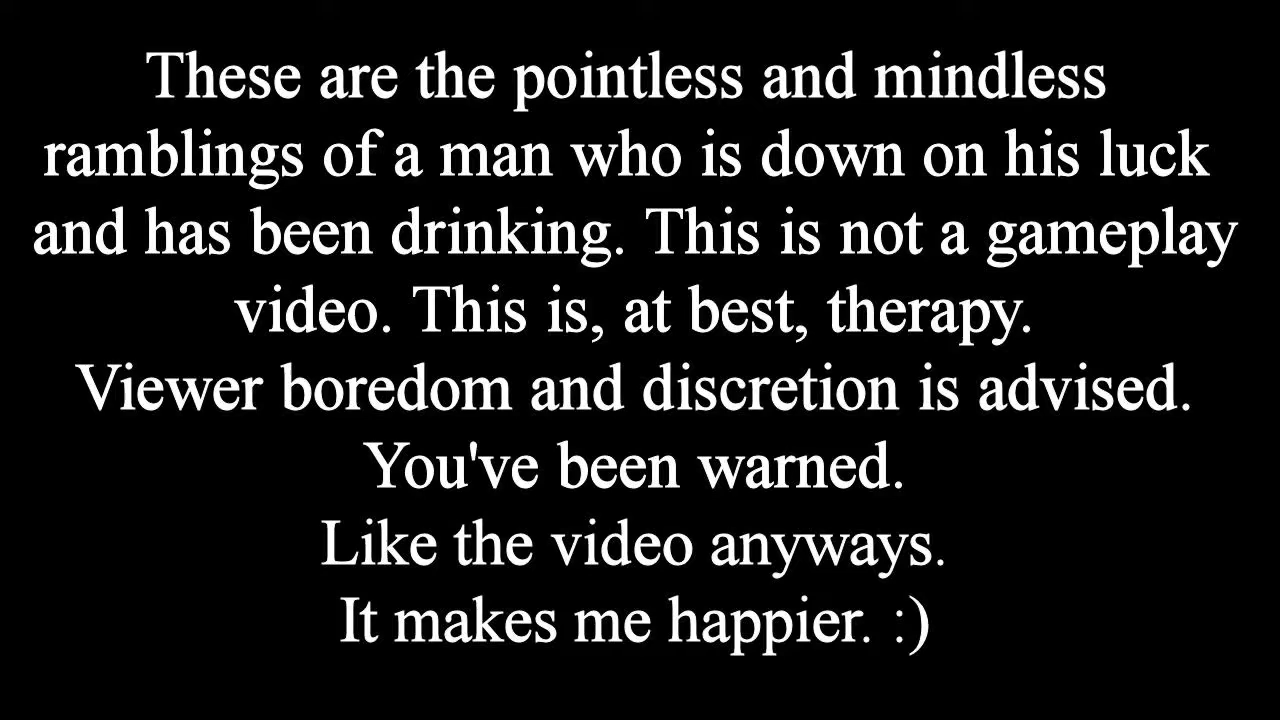 These are the pointless and mindless
ramblings of a man who is down on his luck
and has been drinking. This is not a gameplay
video. This is, at best, therapy.
Viewer boredom and discretion is advised.
You've been warned.
Like the video anyways.
It makes me happier. :)